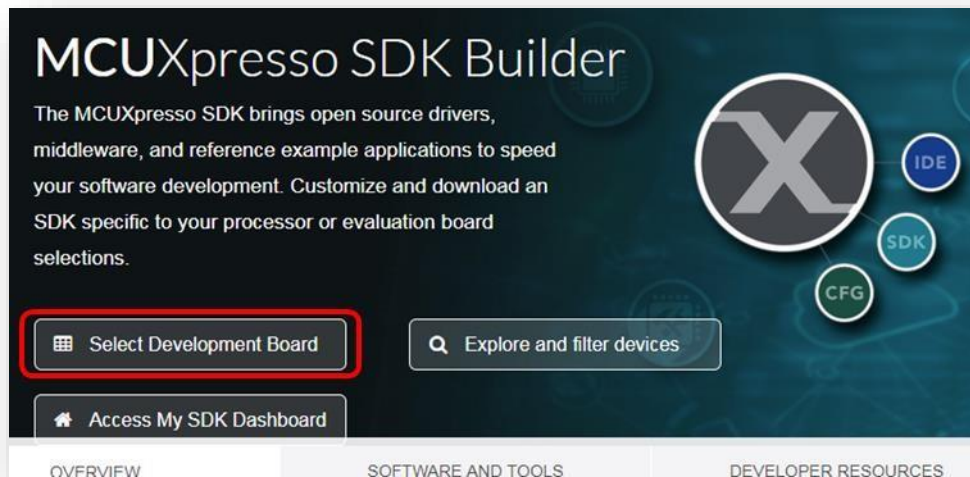 MCUXpresso SDK Builder
The MCUXpresso SDK brings open source drivers,
middleware, and reference example applications to speed
your software development. Customize and download an
SDK specific to your processor or evaluation board
selections.
IDE
SDK
CFG
Select Development Board
Explore and filter devices
Access My SDK Dashboard
OVERVIEW
SOFTWARE AND TOOLS
DEVELOPER RESOURCES